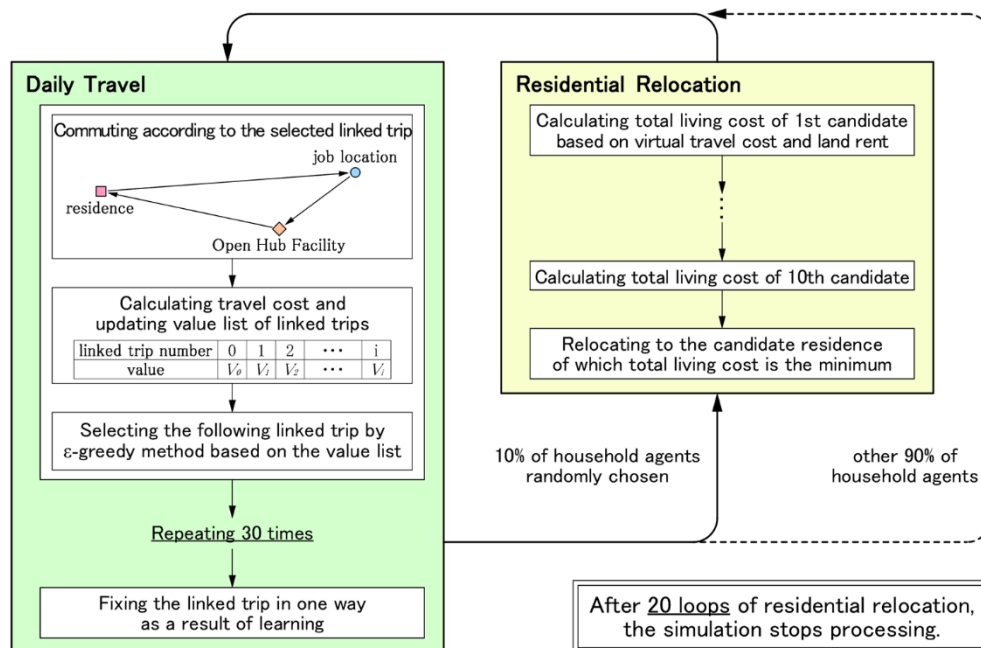 Daily Travel
Commuting according to the selected linked trip
job location
residence
Open Hub Facility
Calculating travel cost and
updating value list of linked trips
linked trip number 0 1 2 ··· i
value V₀ V₁ V₂ ··· Vᵢ
Selecting the following linked trip by
ε-greedy method based on the value list
Repeating 30 times
Fixing the linked trip in one way
as a result of learning
Residential Relocation
Calculating total living cost of 1st candidate
based on virtual travel cost and land rent
Calculating total living cost of 10th candidate
Relocating to the candidate residence
of which total living cost is the minimum
10% of household agents
randomly chosen
other 90% of
household agents
After 20 loops of residential relocation,
the simulation stops processing.